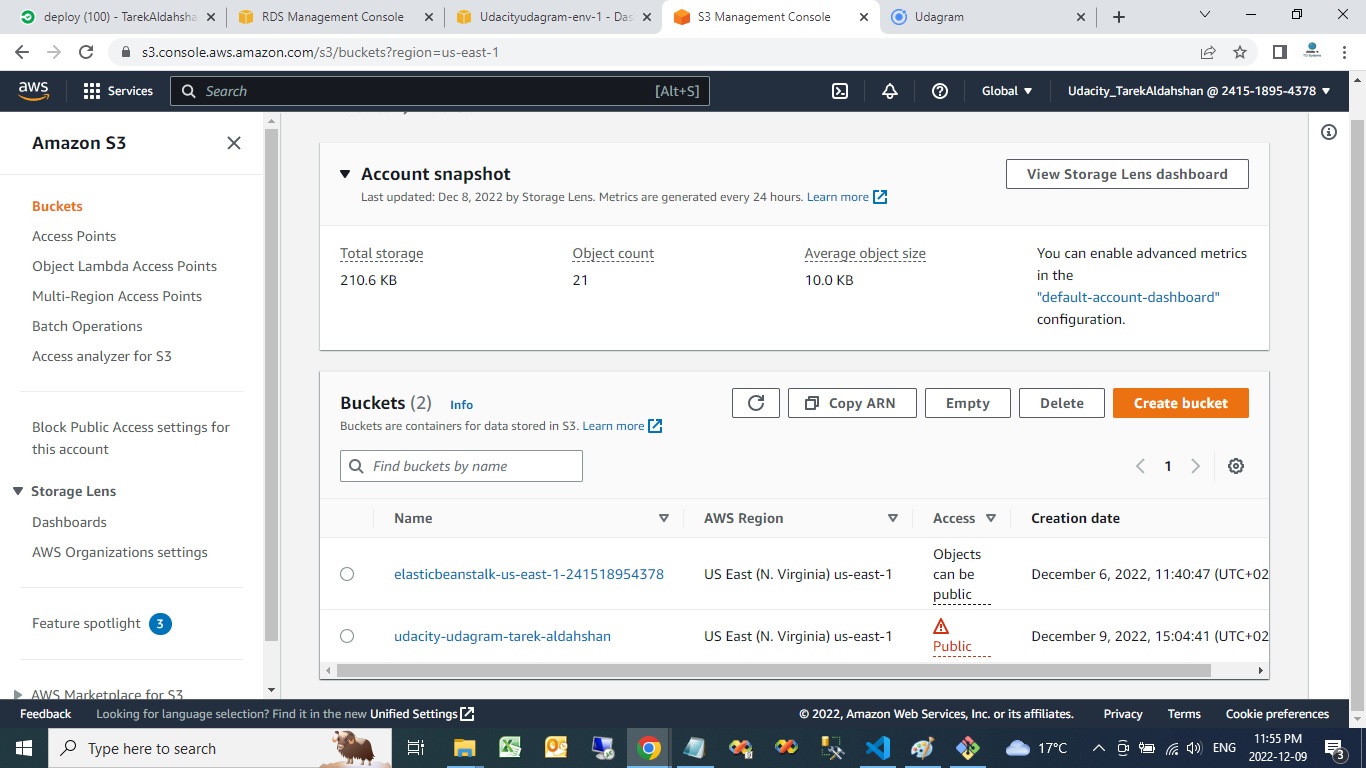 deploy (100) - TarekAldahsha
RDS Management Console
Udacityudagram-env-1 - Das
S3 Management Console
Udagram
s3.console.aws.amazon.com/s3/buckets?region=us-east-1
aws
Services
Search
[Alt+S]
Global
Udacity_TarekAldahshan @ 2415-1895-4378
Amazon S3
Buckets
Access Points
Object Lambda Access Points
Multi-Region Access Points
Batch Operations
Access analyzer for S3
Block Public Access settings for
this account
Storage Lens
Dashboards
AWS Organizations settings
Feature spotlight 3
AWS Marketplace for S3
Account snapshot
View Storage Lens dashboard
Last updated: Dec 8, 2022 by Storage Lens. Metrics are generated every 24 hours. Learn more
Total storage
210.6 KB
Object count
21
Average object size
10.0 KB
You can enable advanced metrics
in the
"default-account-dashboard"
configuration.
Buckets (2) Info
Copy ARN
Empty
Delete
Create bucket
Buckets are containers for data stored in S3. Learn more
Find buckets by name
1
Name
AWS Region
Access
Creation date
elasticbeanstalk-us-east-1-241518954378
US East (N. Virginia) us-east-1
Objects
can be
public
December 6, 2022, 11:40:47 (UTC+02
udacity-udagram-tarek-aldahshan
US East (N. Virginia) us-east-1
Public
December 9, 2022, 15:04:41 (UTC+02
Feedback
Looking for language selection? Find it in the new Unified Settings
© 2022, Amazon Web Services, Inc. or its affiliates.
Privacy
Terms
Cookie preferences
Type here to search
17°C
ENG
11:55 PM
2022-12-09
3